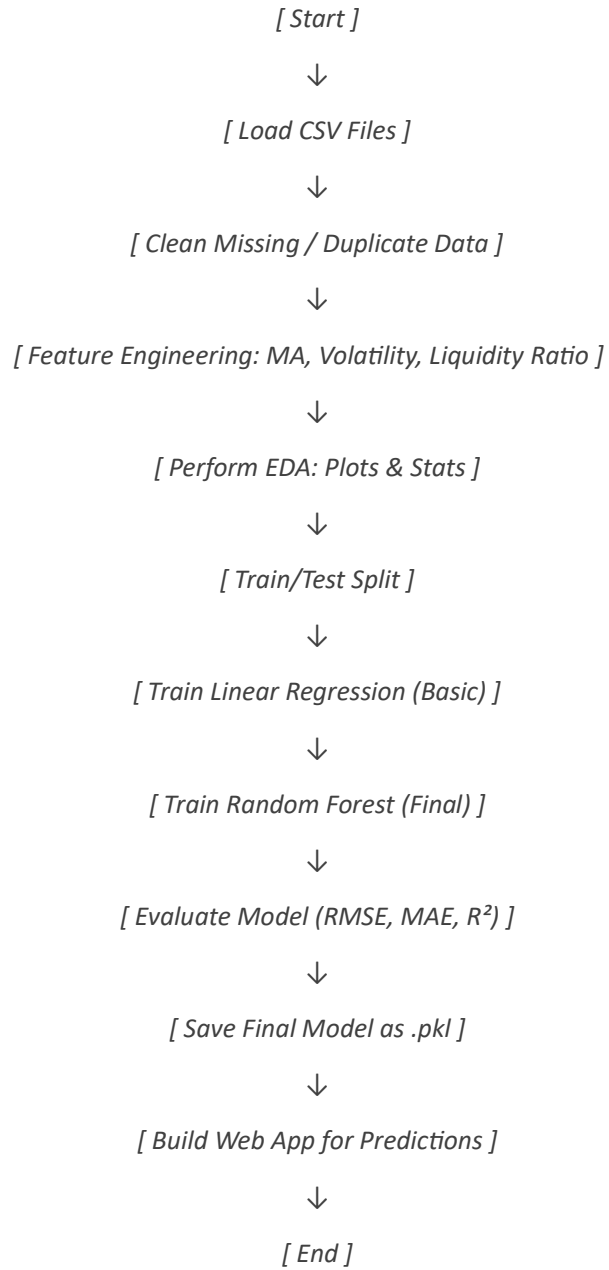 [ Start ]
↓
[ Load CSV Files ]
↓
[ Clean Missing / Duplicate Data ]
↓
[ Feature Engineering: MA, Volatility, Liquidity Ratio ]
↓
[ Perform EDA: Plots & Stats ]
↓
[ Train/Test Split ]
↓
[ Train Linear Regression (Basic) ]
↓
[ Train Random Forest (Final) ]
↓
[ Evaluate Model (RMSE, MAE, R²) ]
↓
[ Save Final Model as .pkl ]
↓
[ Build Web App for Predictions ]
↓
[ End ]